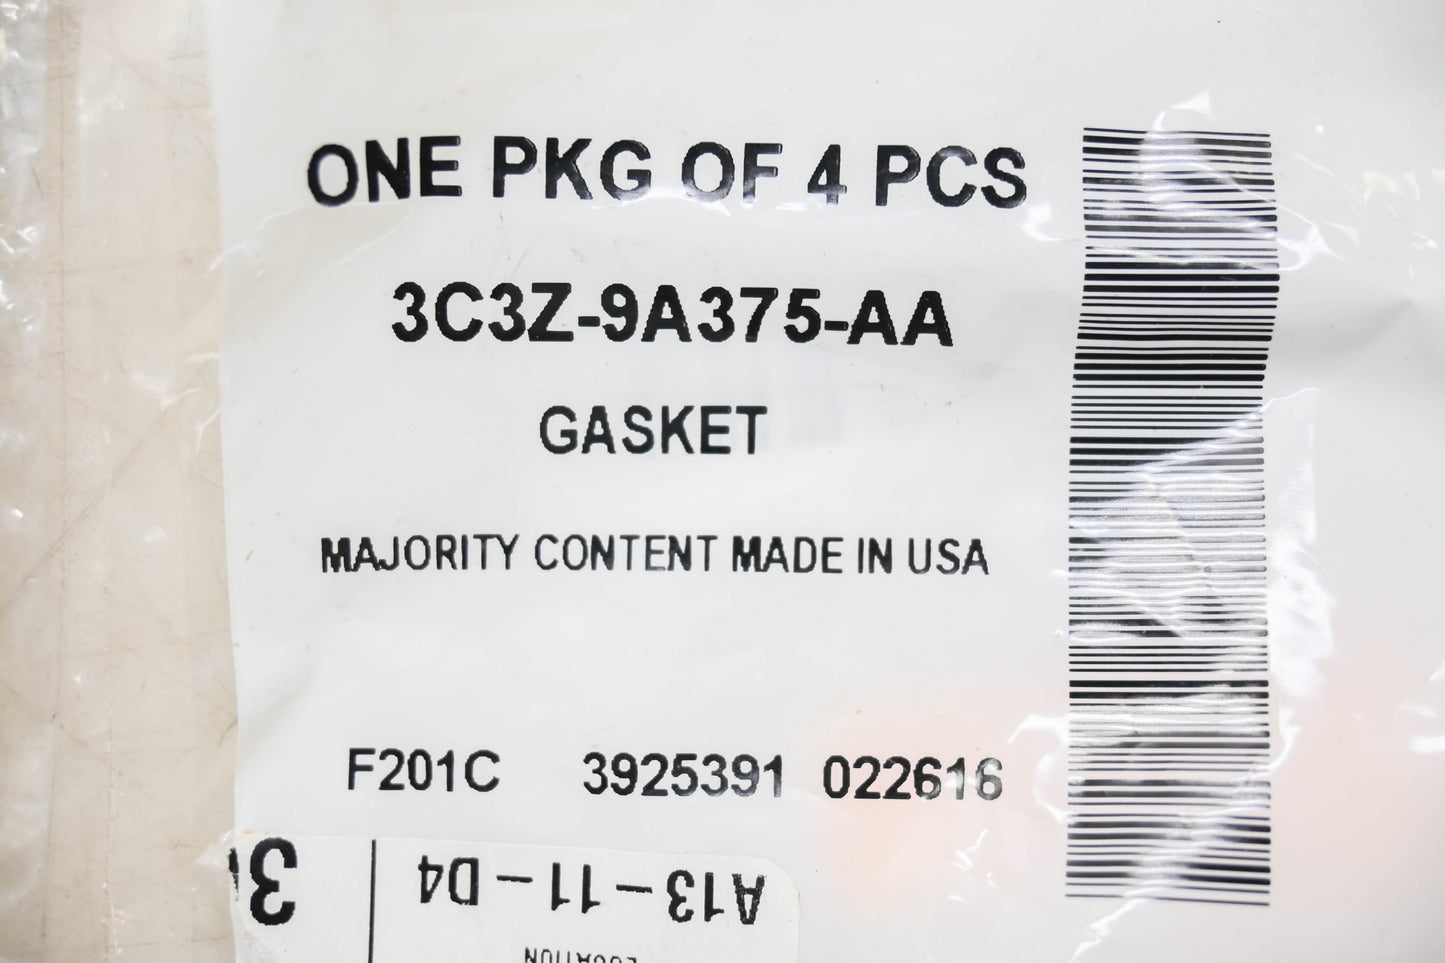 ONE PKG OF 4 PCS
3C3Z-9A375-AA
GASKET
MAJORITY CONTENT MADE IN USA
F201C 3925391 022616
A13-11-D4
LOCATION